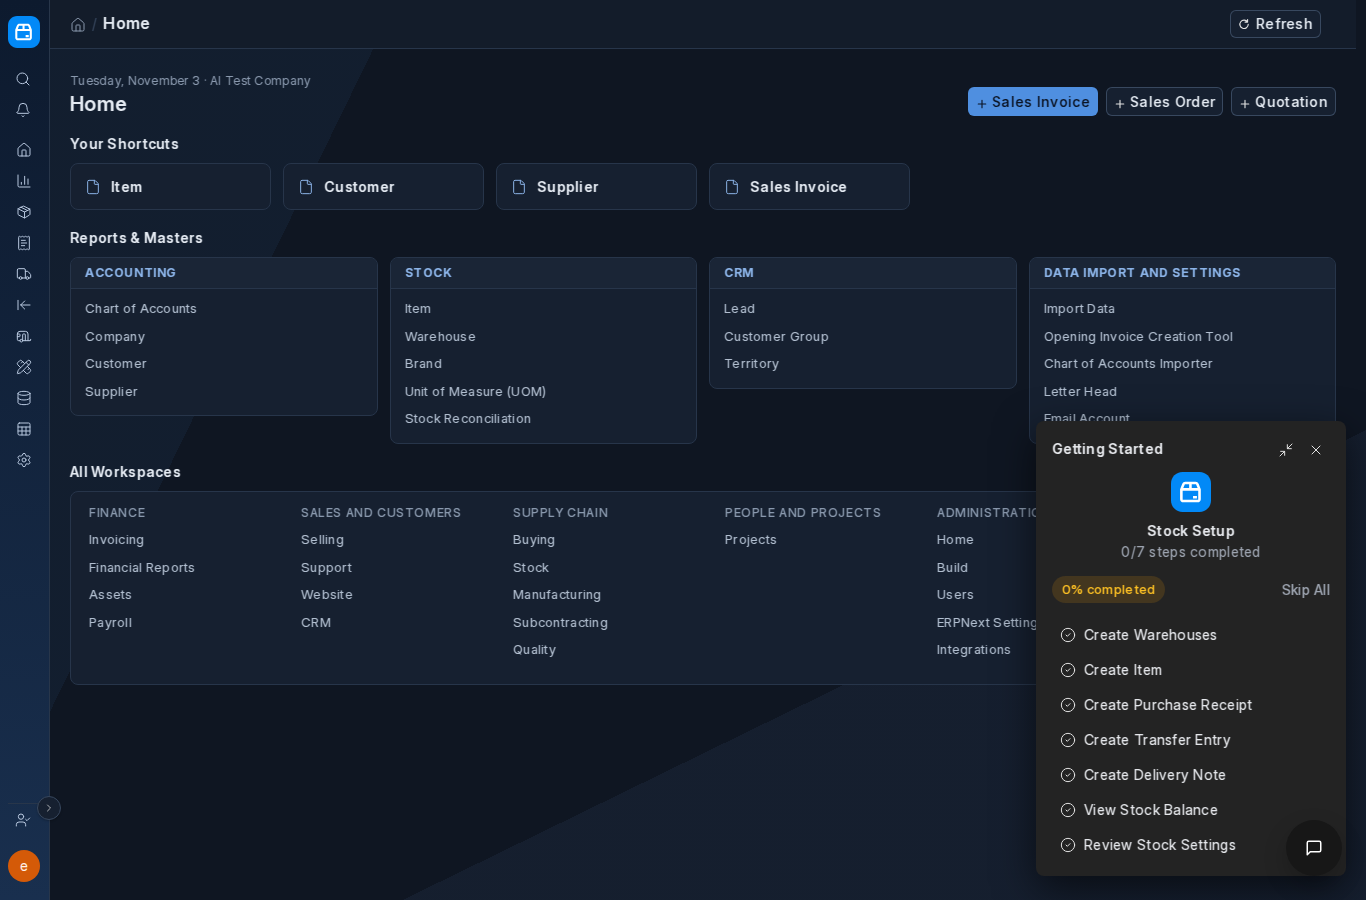 / Home
Refresh
Tuesday, November 3 · AI Test Company
Home
+ Sales Invoice
+ Sales Order
+ Quotation
Your Shortcuts
Item
Customer
Supplier
Sales Invoice
Reports & Masters
ACCOUNTING
Chart of Accounts
Company
Customer
Supplier
STOCK
Item
Warehouse
Brand
Unit of Measure (UOM)
Stock Reconciliation
CRM
Lead
Customer Group
Territory
DATA IMPORT AND SETTINGS
Import Data
Opening Invoice Creation Tool
Chart of Accounts Importer
Letter Head
Email Account
All Workspaces
FINANCE
Invoicing
Financial Reports
Assets
Payroll
SALES AND CUSTOMERS
Selling
Support
Website
CRM
SUPPLY CHAIN
Buying
Stock
Manufacturing
Subcontracting
Quality
PEOPLE AND PROJECTS
Projects
ADMINISTRATIO
Home
Build
Users
ERPNext Setting
Integrations
Getting Started
Stock Setup
0/7 steps completed
0% completed
Skip All
Create Warehouses
Create Item
Create Purchase Receipt
Create Transfer Entry
Create Delivery Note
View Stock Balance
Review Stock Settings
e